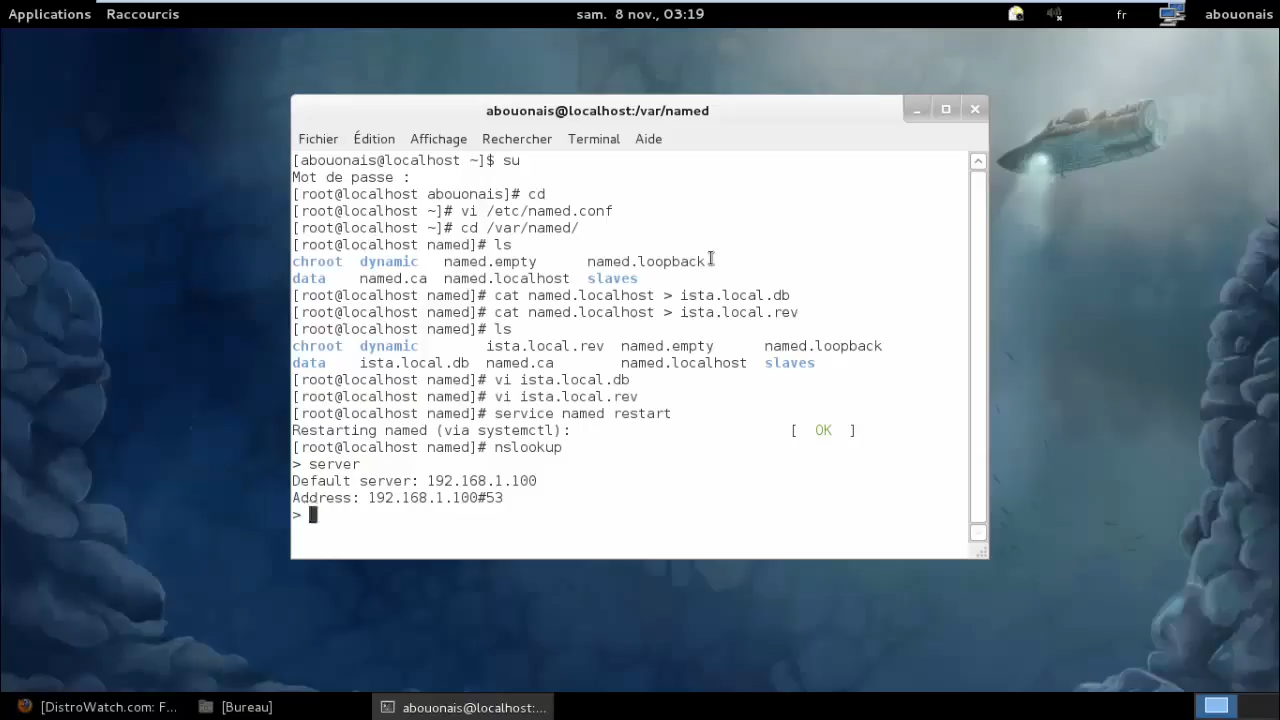 Applications Raccourcis sam. 8 nov., 03:19 fr abouonais
abouonais@localhost:/var/named
Fichier Édition Affichage Rechercher Terminal Aide
[abouonais@localhost ~]$ su
Mot de passe :
[root@localhost abouonais]# cd
[root@localhost ~]# vi /etc/named.conf
[root@localhost ~]# cd /var/named/
[root@localhost named]# ls
chroot dynamic named.empty named.loopback
data named.ca named.localhost slaves
[root@localhost named]# cat named.localhost > ista.local.db
[root@localhost named]# cat named.localhost > ista.local.rev
[root@localhost named]# ls
chroot dynamic ista.local.rev named.empty named.loopback
data ista.local.db named.ca named.localhost slaves
[root@localhost named]# vi ista.local.db
[root@localhost named]# vi ista.local.rev
[root@localhost named]# service named restart
Restarting named (via systemctl): [ OK ]
[root@localhost named]# nslookup
> server
Default server: 192.168.1.100
Address: 192.168.1.100#53
>
[DistroWatch.com: F... [Bureau] abouonais@localhost:...